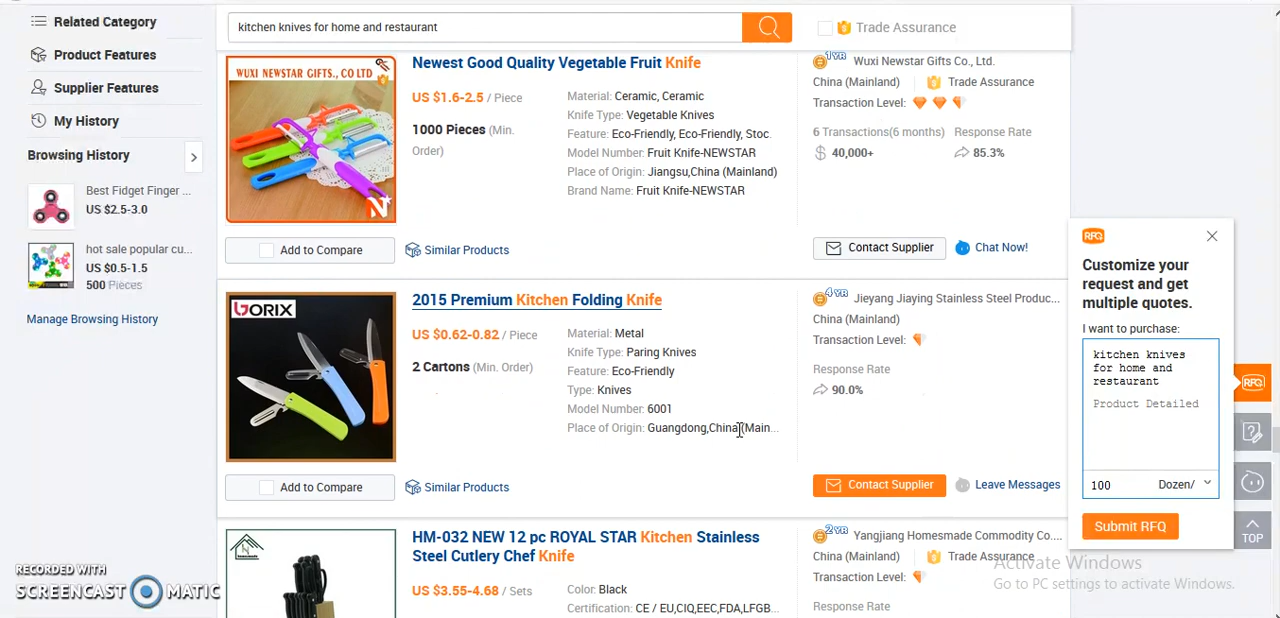 Related Category
Product Features
Supplier Features
My History
Browsing History
Best Fidget Finger ...
US $2.5-3.0
hot sale popular cu...
US $0.5-1.5
500 Pieces
Manage Browsing History
RECORDED WITH
SCREENCAST MATIC
kitchen knives for home and restaurant
Trade Assurance
WUXI NEWSTAR GIFTS., CO LTD
N
Newest Good Quality Vegetable Fruit Knife
US $1.6-2.5 / Piece
1000 Pieces (Min.
Order)
Material: Ceramic, Ceramic
Knife Type: Vegetable Knives
Feature: Eco-Friendly, Eco-Friendly, Stoc.
Model Number: Fruit Knife-NEWSTAR
Place of Origin: Jiangsu,China (Mainland)
Brand Name: Fruit Knife-NEWSTAR
1YR Wuxi Newstar Gifts Co., Ltd.
China (Mainland) Trade Assurance
Transaction Level:
6 Transactions(6 months) Response Rate
$ 40,000+ 85.3%
Add to Compare
Similar Products
Contact Supplier
Chat Now!
BORIX
2015 Premium Kitchen Folding Knife
US $0.62-0.82 / Piece
2 Cartons (Min. Order)
Material: Metal
Knife Type: Paring Knives
Feature: Eco-Friendly
Type: Knives
Model Number: 6001
Place of Origin: Guangdong,China (Main...
4YR Jieyang Jiaying Stainless Steel Produc...
China (Mainland)
Transaction Level:
Response Rate
90.0%
Add to Compare
Similar Products
Contact Supplier
Leave Messages
HM-032 NEW 12 pc ROYAL STAR Kitchen Stainless
Steel Cutlery Chef Knife
US $3.55-4.68 / Sets
Color: Black
Certification: CE / EU,CIQ,EEC,FDA,LFGB...
2YR Yangjiang Homesmade Commodity Co....
China (Mainland) Trade Assurance
Transaction Level:
Response Rate
RFQ
Customize your
request and get
multiple quotes.
I want to purchase:
kitchen knives
for home and
restaurant
Product Detailed
100 Dozen/
Submit RFQ
RFQ
TOP
Activate Windows
Go to PC settings to activate Windows.